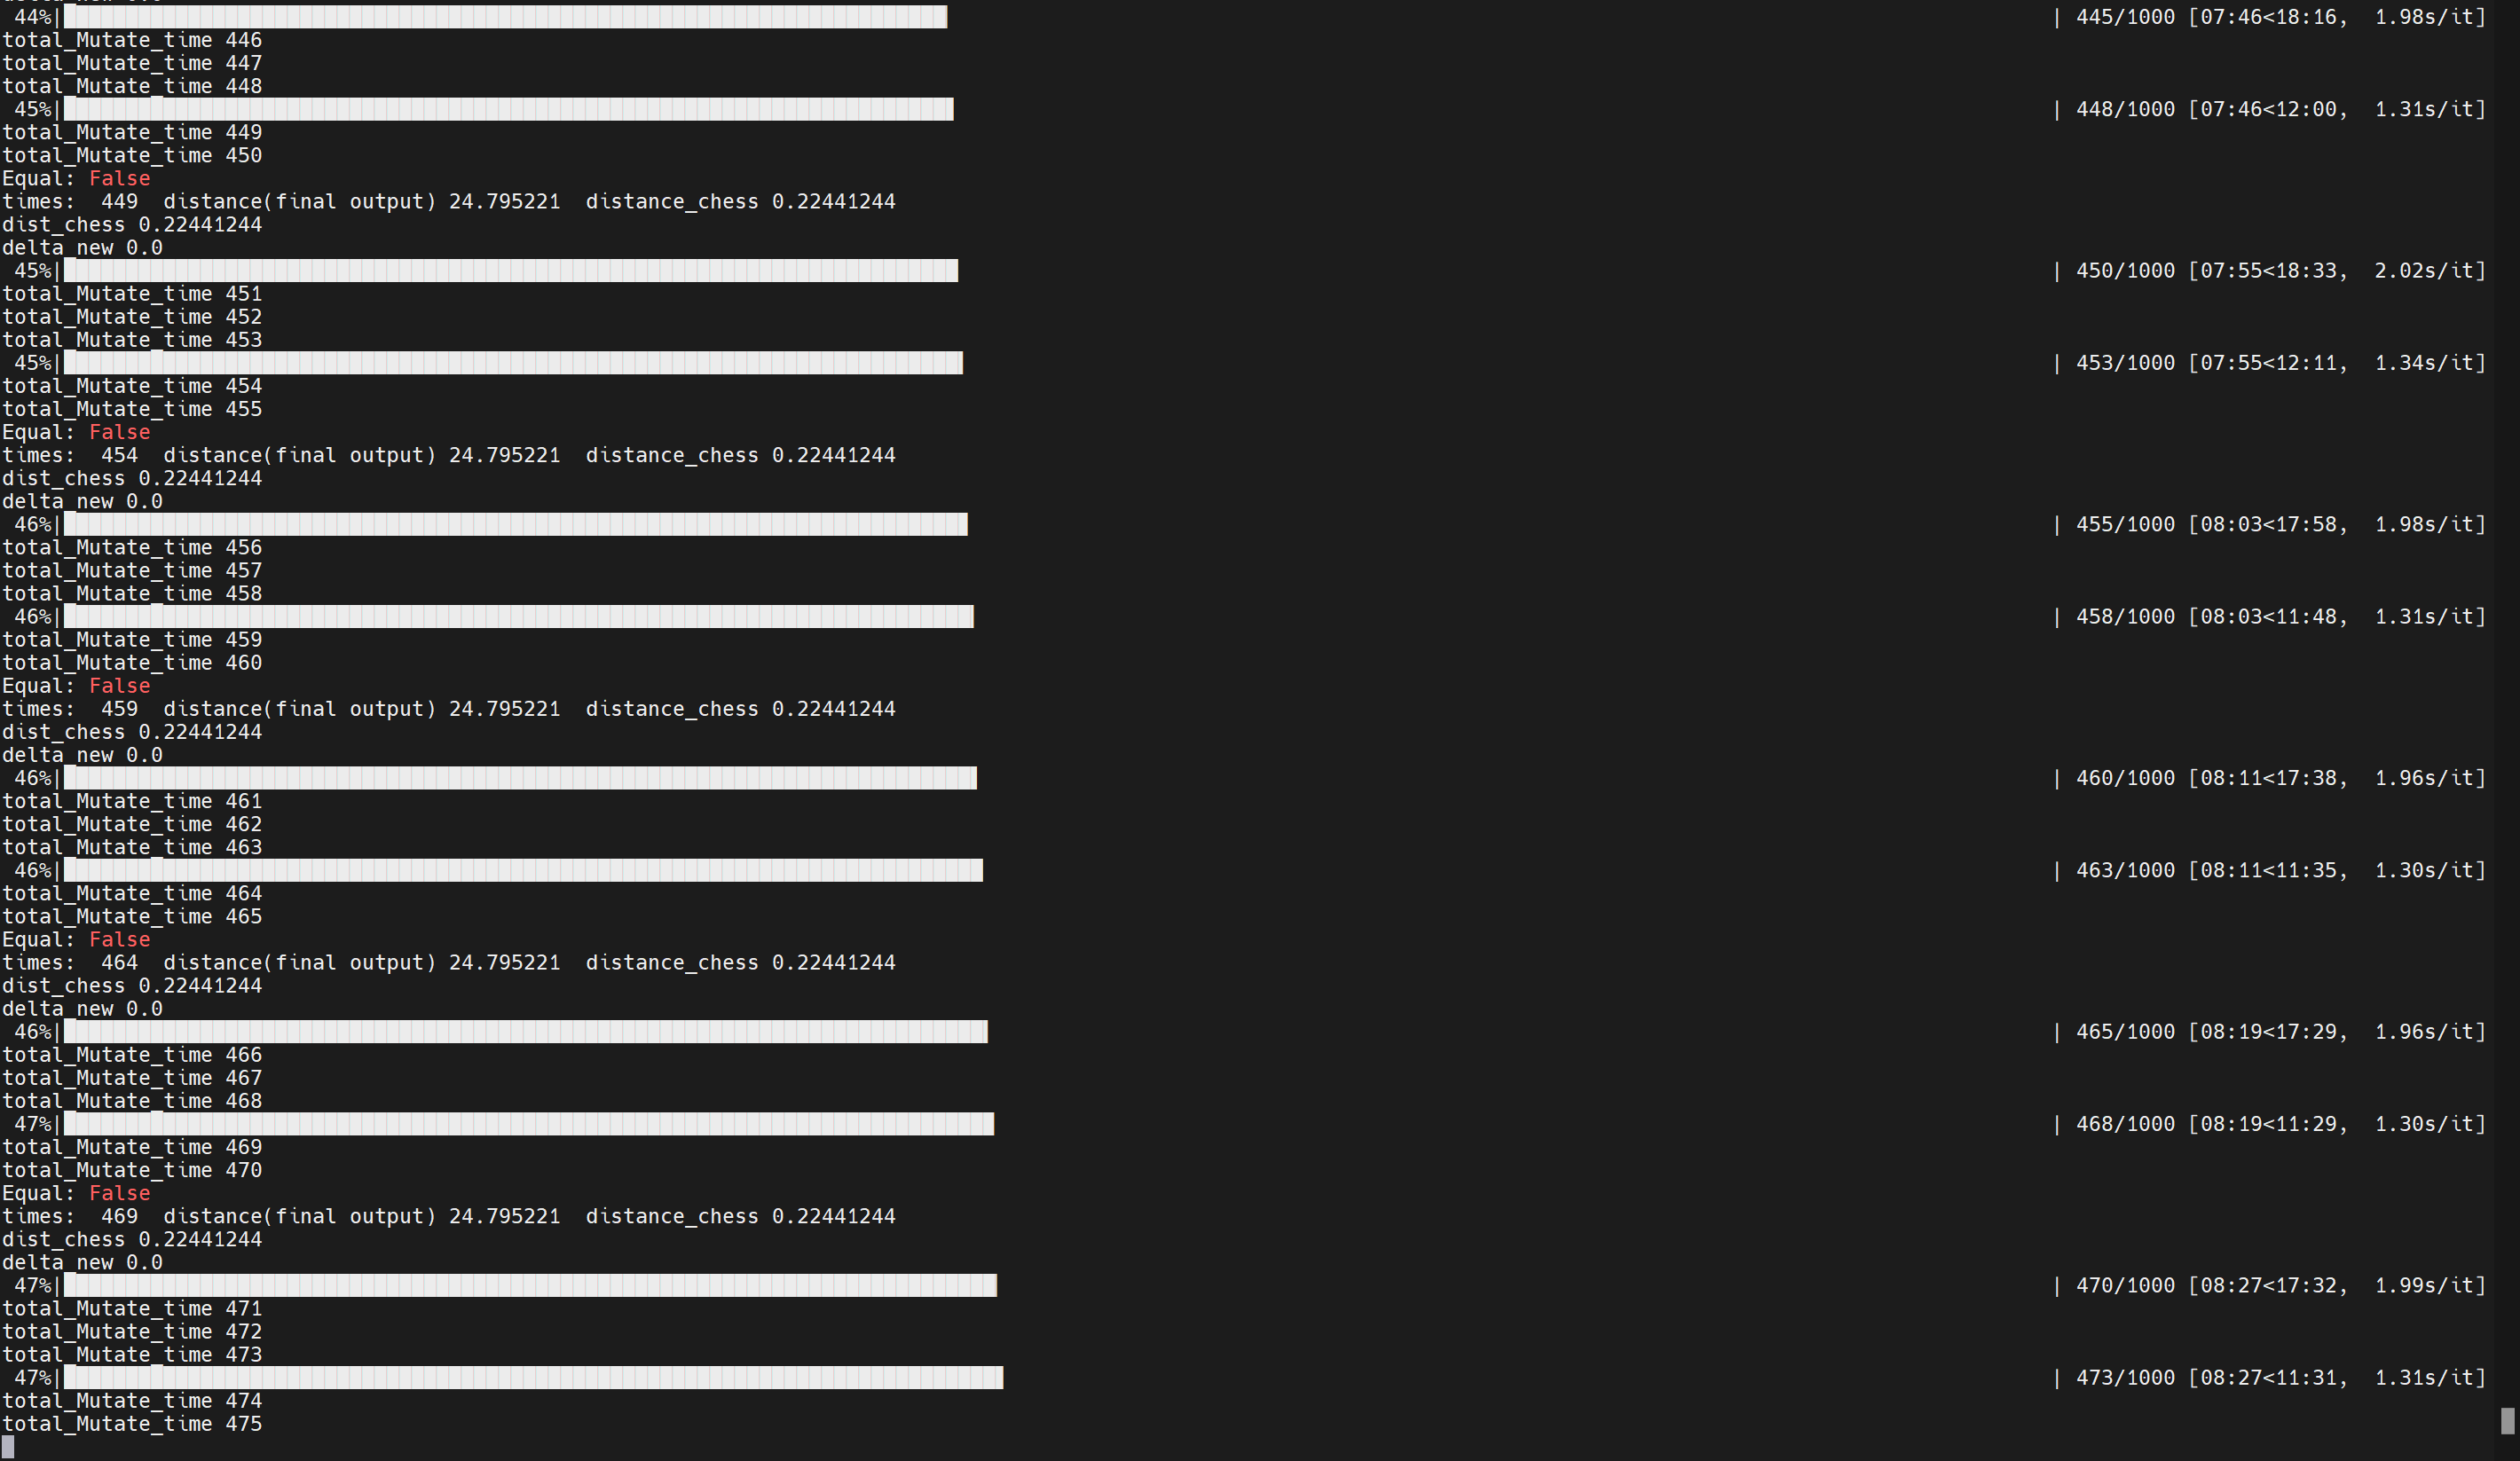 44%| | 445/1000 [07:46<18:16, 1.98s/it]
total_Mutate_time 446
total_Mutate_time 447
total_Mutate_time 448
45%| | 448/1000 [07:46<12:00, 1.31s/it]
total_Mutate_time 449
total_Mutate_time 450
Equal: False
times: 449 distance(final output) 24.795221 distance_chess 0.22441244
dist_chess 0.22441244
delta_new 0.0
45%| | 450/1000 [07:55<18:33, 2.02s/it]
total_Mutate_time 451
total_Mutate_time 452
total_Mutate_time 453
45%| | 453/1000 [07:55<12:11, 1.34s/it]
total_Mutate_time 454
total_Mutate_time 455
Equal: False
times: 454 distance(final output) 24.795221 distance_chess 0.22441244
dist_chess 0.22441244
delta_new 0.0
46%| | 455/1000 [08:03<17:58, 1.98s/it]
total_Mutate_time 456
total_Mutate_time 457
total_Mutate_time 458
46%| | 458/1000 [08:03<11:48, 1.31s/it]
total_Mutate_time 459
total_Mutate_time 460
Equal: False
times: 459 distance(final output) 24.795221 distance_chess 0.22441244
dist_chess 0.22441244
delta_new 0.0
46%| | 460/1000 [08:11<17:38, 1.96s/it]
total_Mutate_time 461
total_Mutate_time 462
total_Mutate_time 463
46%| | 463/1000 [08:11<11:35, 1.30s/it]
total_Mutate_time 464
total_Mutate_time 465
Equal: False
times: 464 distance(final output) 24.795221 distance_chess 0.22441244
dist_chess 0.22441244
delta_new 0.0
46%| | 465/1000 [08:19<17:29, 1.96s/it]
total_Mutate_time 466
total_Mutate_time 467
total_Mutate_time 468
47%| | 468/1000 [08:19<11:29, 1.30s/it]
total_Mutate_time 469
total_Mutate_time 470
Equal: False
times: 469 distance(final output) 24.795221 distance_chess 0.22441244
dist_chess 0.22441244
delta_new 0.0
47%| | 470/1000 [08:27<17:32, 1.99s/it]
total_Mutate_time 471
total_Mutate_time 472
total_Mutate_time 473
47%| | 473/1000 [08:27<11:31, 1.31s/it]
total_Mutate_time 474
total_Mutate_time 475